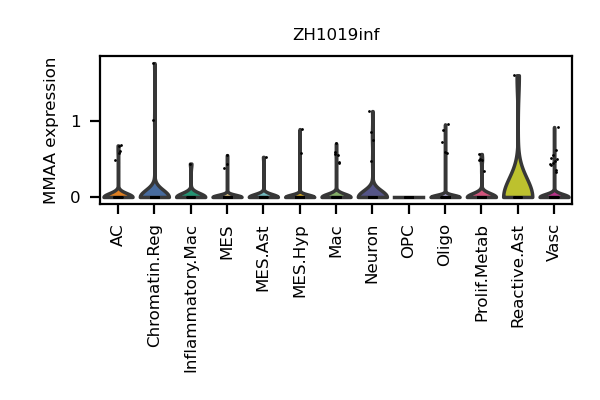 ZH1019inf
MMAA expression
1
0
AC
Chromatin.Reg
Inflammatory.Mac
MES
MES.Ast
MES.Hyp
Mac
Neuron
OPC
Oligo
Prolif.Metab
Reactive.Ast
Vasc